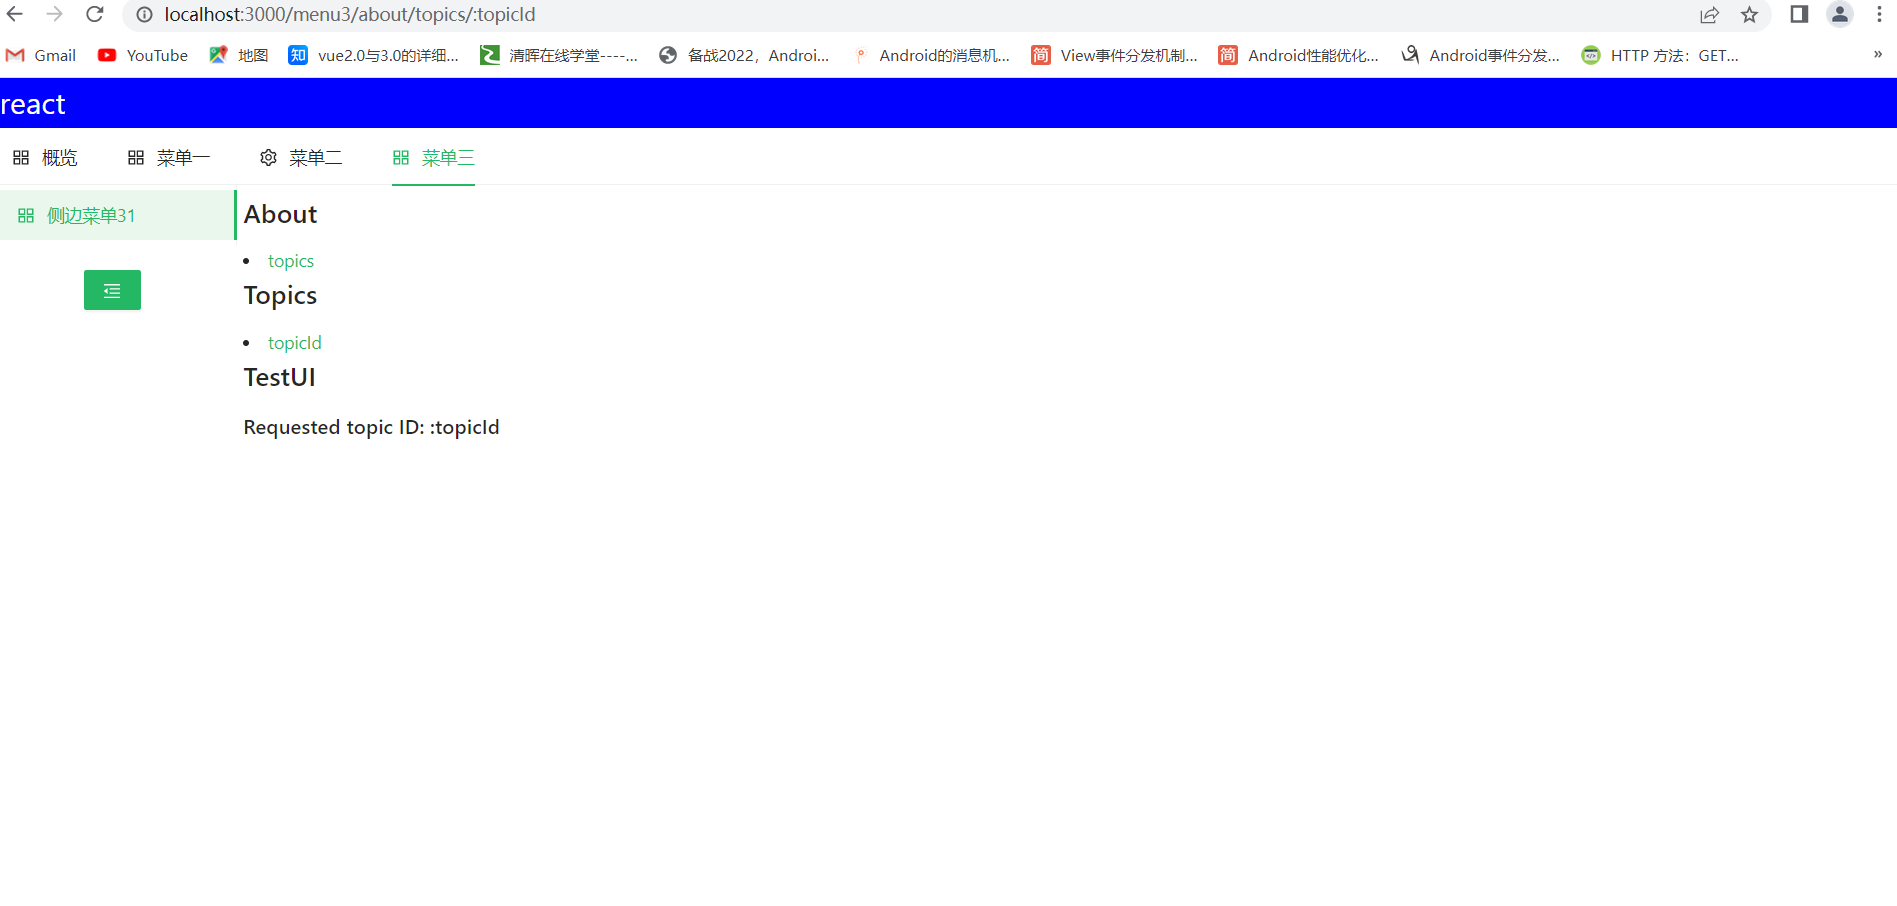 localhost:3000/menu3/about/topics/:topicId
Gmail YouTube 地图 知 vue2.0与3.0的详细... 清晖在线学堂----... 备战2022，Androi... Android的消息机... 简 View事件分发机制... 简 Android性能优化... Android事件分发... HTTP 方法：GET... »
react
概览 菜单一 菜单二 菜单三
侧边菜单31
About
topics
Topics
topicId
TestUI
Requested topic ID: :topicId